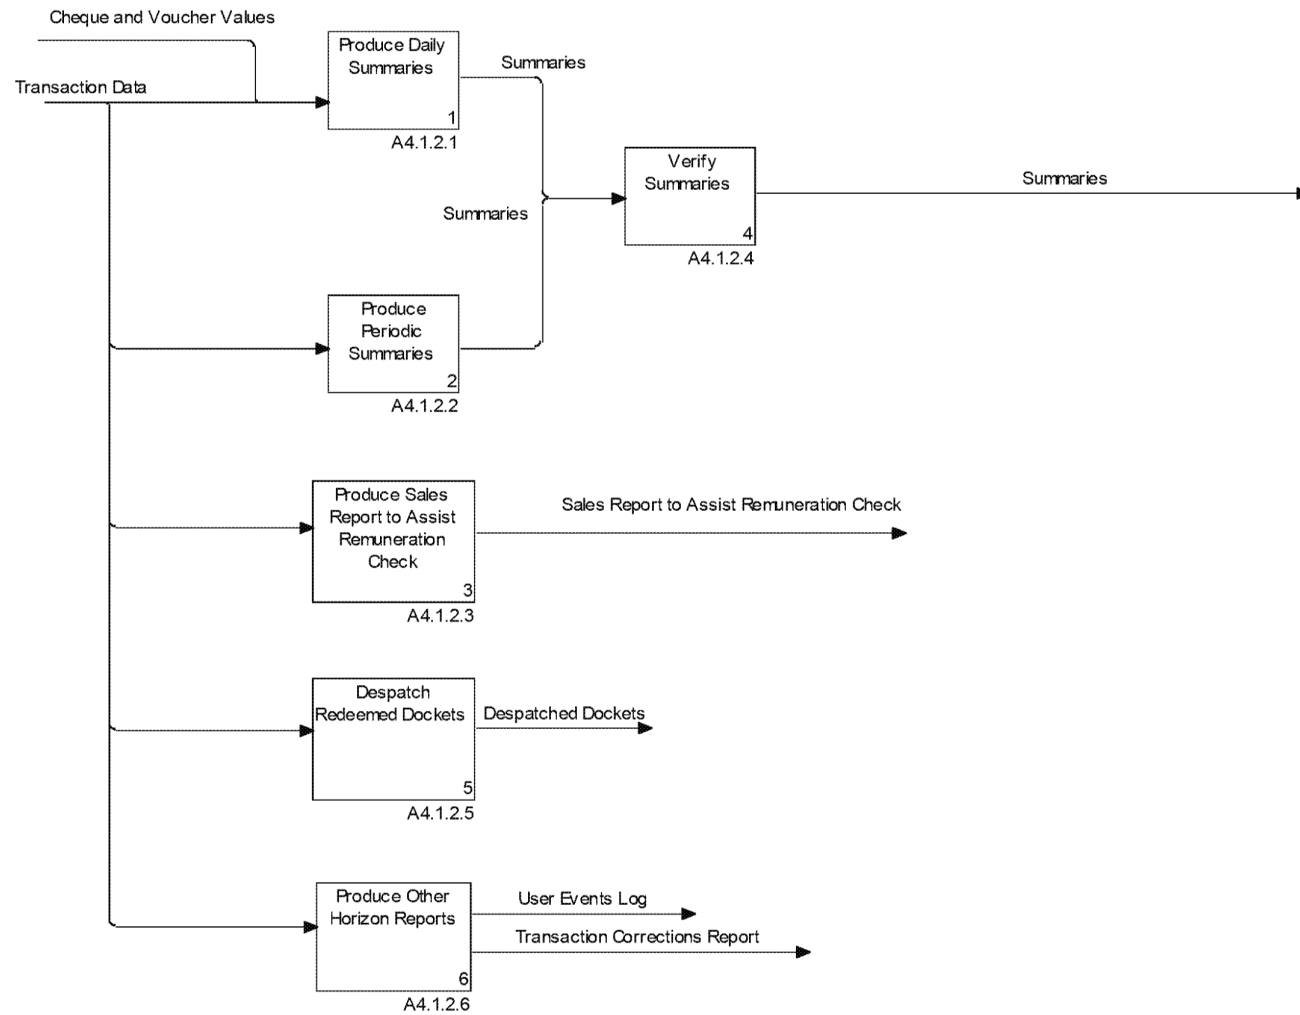 Cheque and Voucher Values
Transaction Data
Produce Daily
Summaries
1
A4.1.2.1
Summaries
Verify
Summaries
4
A4.1.2.4
Summaries
Summaries
Produce
Periodic
Summaries
2
A4.1.2.2
Produce Sales
Report to Assist
Remuneration
Check
3
A4.1.2.3
Sales Report to Assist Remuneration Check
Despatch
Redeemed Dockets
5
A4.1.2.5
Despatched Dockets
Produce Other
Horizon Reports
6
A4.1.2.6
User Events Log
Transaction Corrections Report